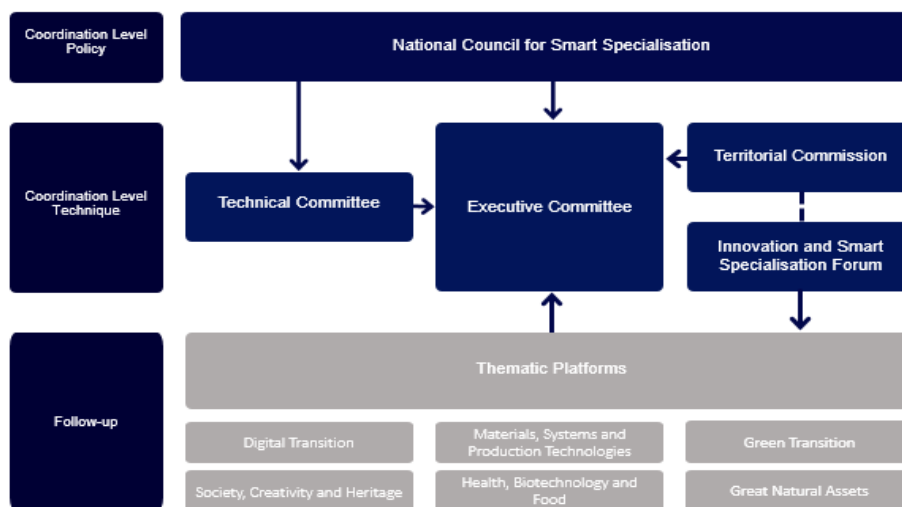 Coordination Level
Policy
National Council for Smart Specialisation
Coordination Level
Technique
Technical Committee
Executive Committee
Territorial Commission
Innovation and Smart
Specialisation Forum
Follow-up
Thematic Platforms
Digital Transition
Materials, Systems and
Production Technologies
Green Transition
Society, Creativity and Heritage
Health, Biotechnology and
Food
Great Natural Assets